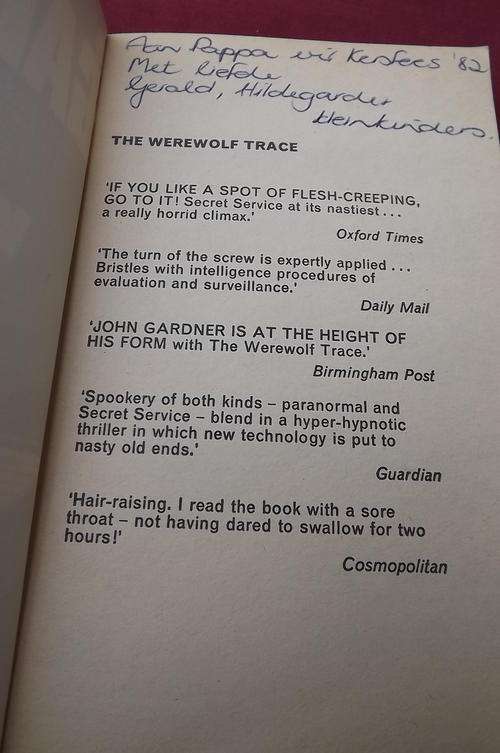 Aan Pappa vir Kersfees '82
Met liefde
Gerald, Hildegarde &
Kleinkinders.
THE WEREWOLF TRACE
'IF YOU LIKE A SPOT OF FLESH-CREEPING,
GO TO IT! Secret Service at its nastiest...
a really horrid climax.'
Oxford Times
'The turn of the screw is expertly applied...
Bristles with intelligence procedures of
evaluation and surveillance.'
Daily Mail
'JOHN GARDNER IS AT THE HEIGHT OF
HIS FORM with The Werewolf Trace.'
Birmingham Post
'Spookery of both kinds – paranormal and
Secret Service – blend in a hyper-hypnotic
thriller in which new technology is put to
nasty old ends.'
Guardian
'Hair-raising. I read the book with a sore
throat – not having dared to swallow for two
hours!'
Cosmopolitan